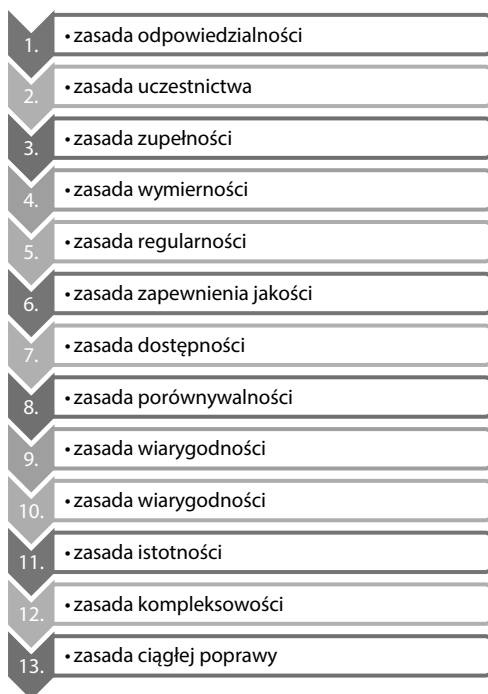 1. • zasada odpowiedzialności
2. • zasada uczestnictwa
3. • zasada zupełności
4. • zasada wymierności
5. • zasada regularności
6. • zasada zapewnienia jakości
7. • zasada dostępności
8. • zasada porównywalności
9. • zasada wiarygodności
10. • zasada wiarygodności
11. • zasada istotności
12. • zasada kompleksowości
13. • zasada ciągłej poprawy